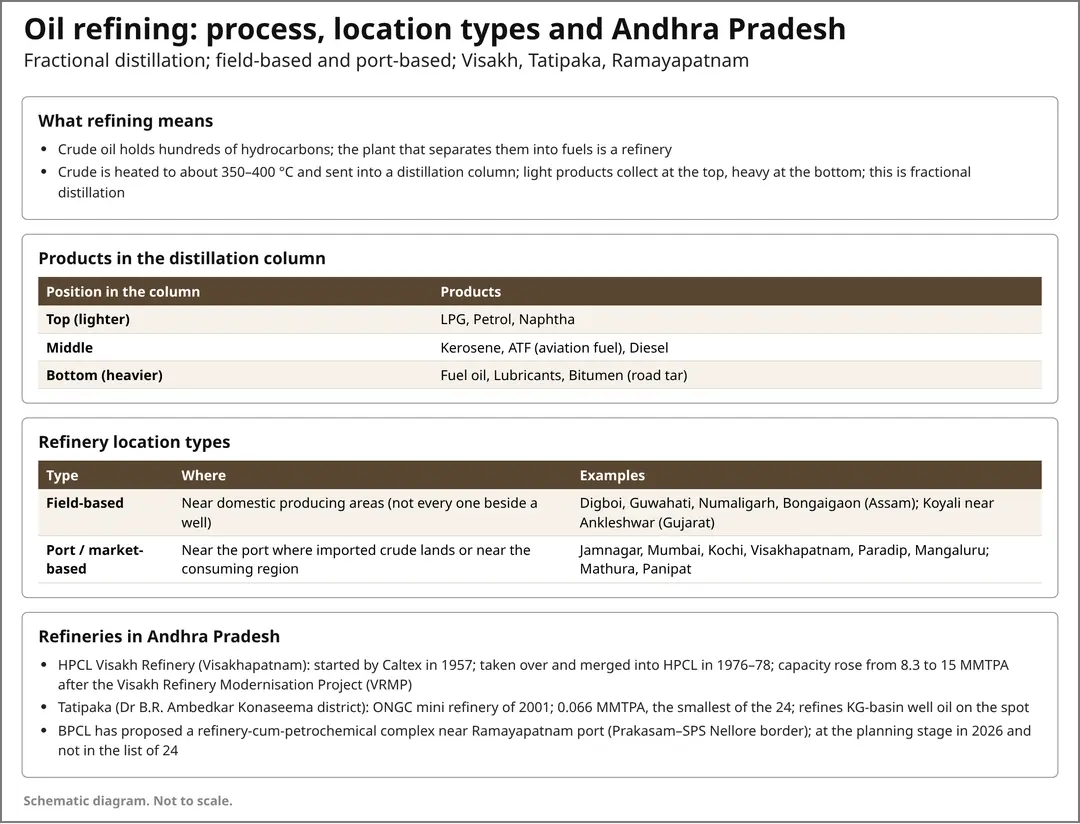 Oil refining: process, location types and Andhra Pradesh
Fractional distillation; field-based and port-based; Visakh, Tatipaka, Ramayapatnam
What refining means
• Crude oil holds hundreds of hydrocarbons; the plant that separates them into fuels is a refinery
• Crude is heated to about 350–400 °C and sent into a distillation column; light products collect at the top, heavy at the bottom; this is fractional
distillation
Products in the distillation column
Position in the column Products
Top (lighter) LPG, Petrol, Naphtha
Middle Kerosene, ATF (aviation fuel), Diesel
Bottom (heavier) Fuel oil, Lubricants, Bitumen (road tar)
Refinery location types
Type Where Examples
Field-based Near domestic producing areas (not every one beside a Digboi, Guwahati, Numaligarh, Bongaigaon (Assam); Koyali near
well) Ankleshwar (Gujarat)
Port / market- Near the port where imported crude lands or near the Jamnagar, Mumbai, Kochi, Visakhapatnam, Paradip, Mangaluru;
based consuming region Mathura, Panipat
Refineries in Andhra Pradesh
• HPCL Visakh Refinery (Visakhapatnam): started by Caltex in 1957; taken over and merged into HPCL in 1976–78; capacity rose from 8.3 to 15 MMTPA
after the Visakh Refinery Modernisation Project (VRMP)
• Tatipaka (Dr B.R. Ambedkar Konaseema district): ONGC mini refinery of 2001; 0.066 MMTPA, the smallest of the 24; refines KG-basin well oil on the spot
• BPCL has proposed a refinery-cum-petrochemical complex near Ramayapatnam port (Prakasam–SPS Nellore border); at the planning stage in 2026 and
not in the list of 24
Schematic diagram. Not to scale.